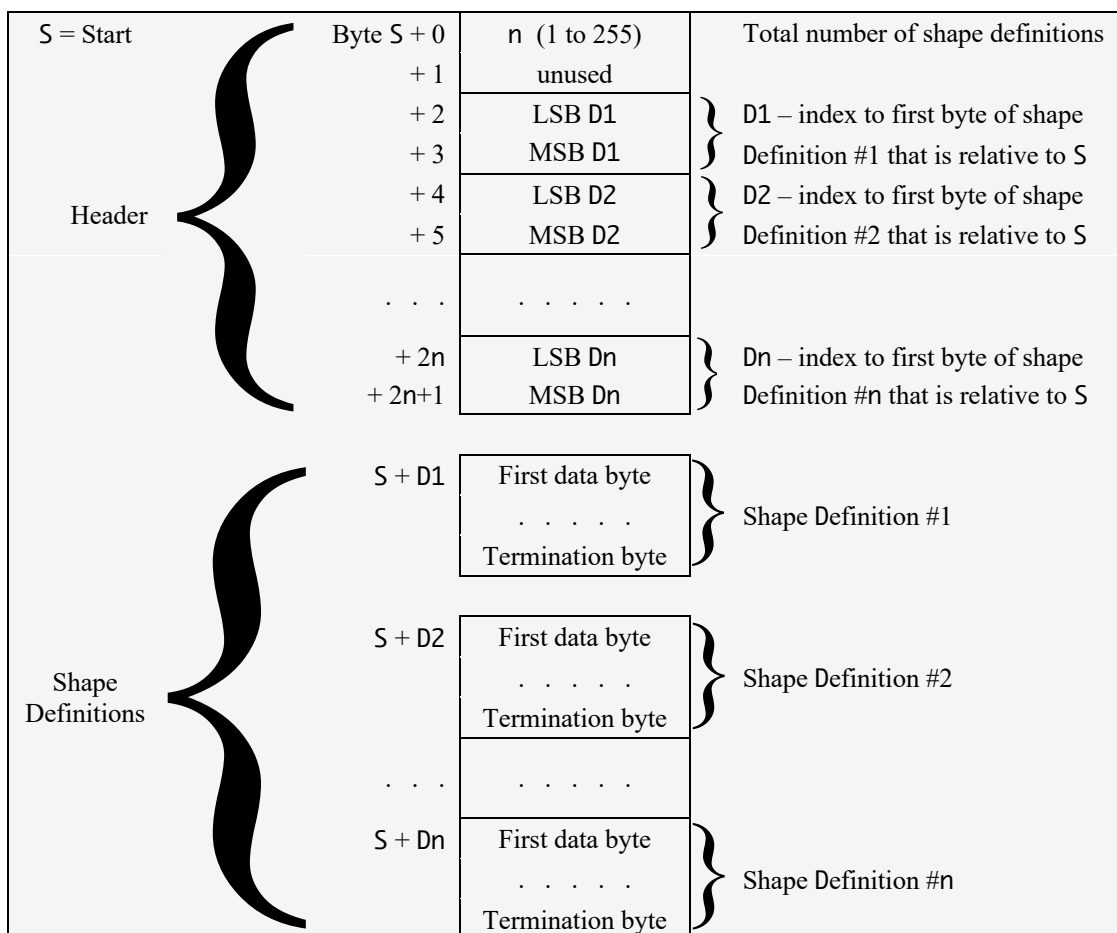 S = Start Byte S + 0 n (1 to 255) Total number of shape definitions
+ 1 unused
+ 2 LSB D1 D1 – index to first byte of shape
+ 3 MSB D1 Definition #1 that is relative to S
+ 4 LSB D2 D2 – index to first byte of shape
Header + 5 MSB D2 Definition #2 that is relative to S
. . . . . . . .
+ 2n LSB Dn Dn – index to first byte of shape
+ 2n+1 MSB Dn Definition #n that is relative to S
S + D1 First data byte
. . . . . Shape Definition #1
Termination byte
S + D2 First data byte
Shape . . . . . Shape Definition #2
Definitions Termination byte
. . . . . . . .
S + Dn First data byte
. . . . . Shape Definition #n
Termination byte